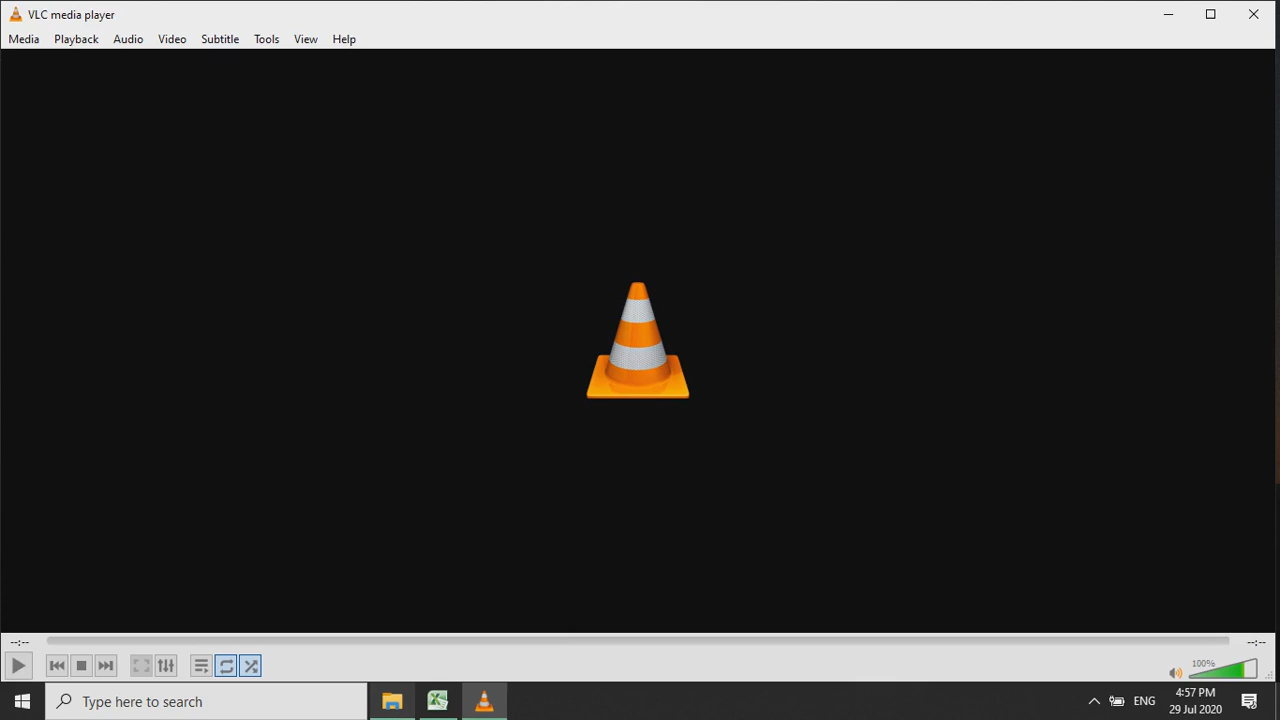 VLC media player
Media Playback Audio Video Subtitle Tools View Help
--:-- --:--
100%
Type here to search
ENG
4:57 PM
29 Jul 2020